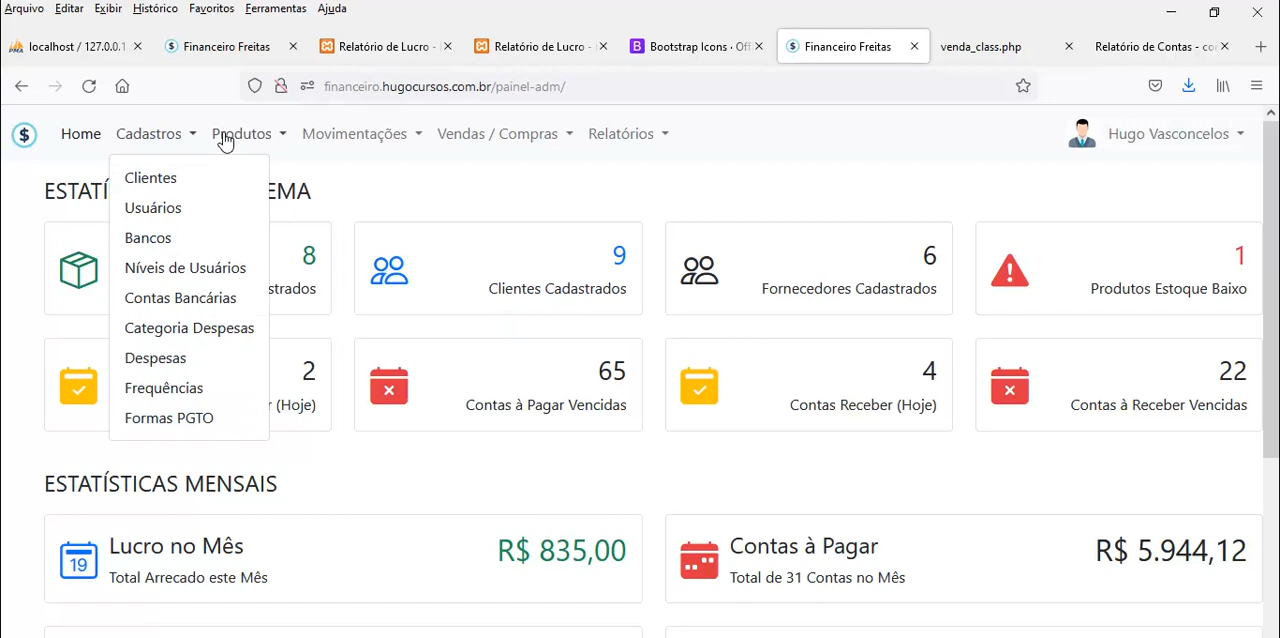 Arquivo Editar Exibir Histórico Favoritos Ferramentas Ajuda
localhost / 127.0.0.1 Financeiro Freitas Relatório de Lucro - Relatório de Lucro - Bootstrap Icons · Off Financeiro Freitas venda_class.php Relatório de Contas - co
financeiro.hugocursos.com.br/painel-adm/
$ Home Cadastros Produtos Movimentações Vendas / Compras Relatórios Hugo Vasconcelos
Clientes
Usuários
Bancos
Níveis de Usuários
Contas Bancárias
Categoria Despesas
Despesas
Frequências
Formas PGTO
ESTATÍ EMA
8
strados
9
Clientes Cadastrados
6
Fornecedores Cadastrados
1
Produtos Estoque Baixo
2
r (Hoje)
65
Contas à Pagar Vencidas
4
Contas Receber (Hoje)
22
Contas à Receber Vencidas
ESTATÍSTICAS MENSAIS
19
Lucro no Mês
Total Arrecado este Mês
R$ 835,00
Contas à Pagar
Total de 31 Contas no Mês
R$ 5.944,12